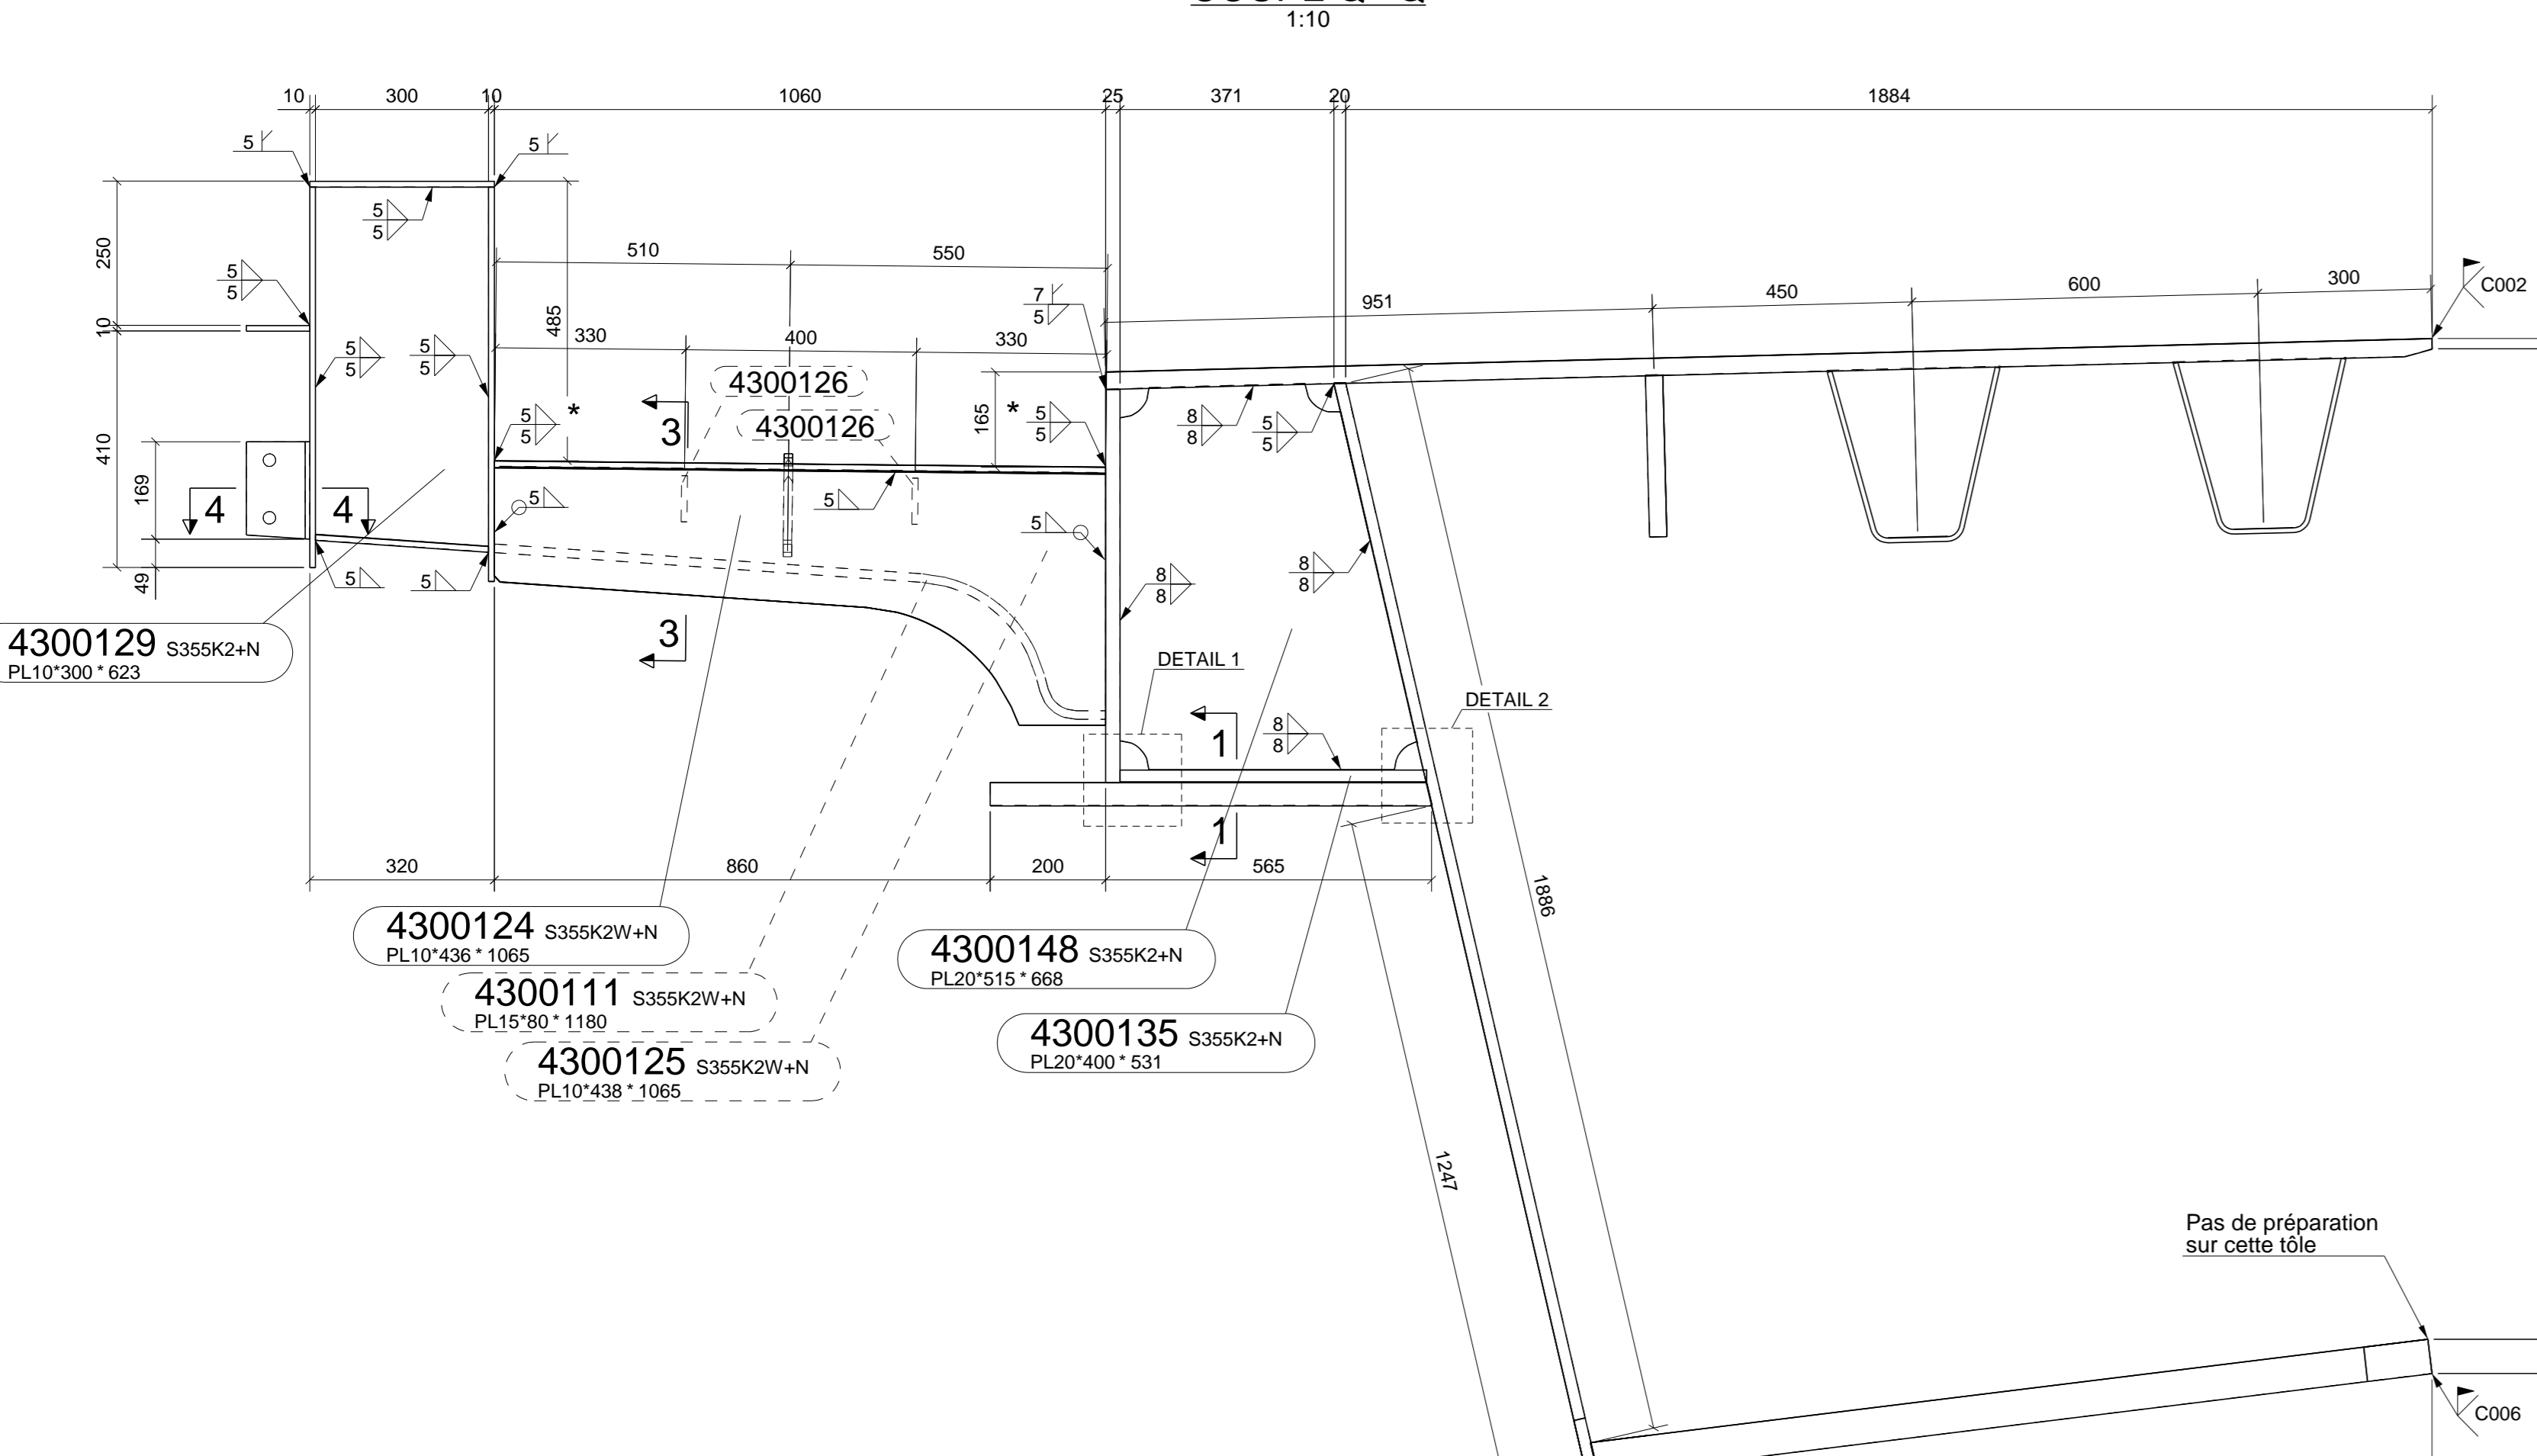 1:10
10 300 10 1060 25 371 20 1884
5 5
5
5
250
510 550
485
5
5
7
5
951 450 600 300
C002
10
330 400 330
5
5
5
5
4300126
165
4300126
5
5
*
3
*
5
5
8
8
5
5
410
169
4 4
5
5
5
8
8
8
8
49
5 5
3
4300129 S355K2+N
PL10*300 * 623
DETAIL 1
DETAIL 2
1
8
8
1
320 860 200 565
1886
4300124 S355K2W+N
PL10*436 * 1065
4300148 S355K2+N
PL20*515 * 668
4300111 S355K2W+N
PL15*80 * 1180
4300135 S355K2+N
PL20*400 * 531
4300125 S355K2W+N
PL10*438 * 1065
1247
Pas de préparation
sur cette tôle
C006